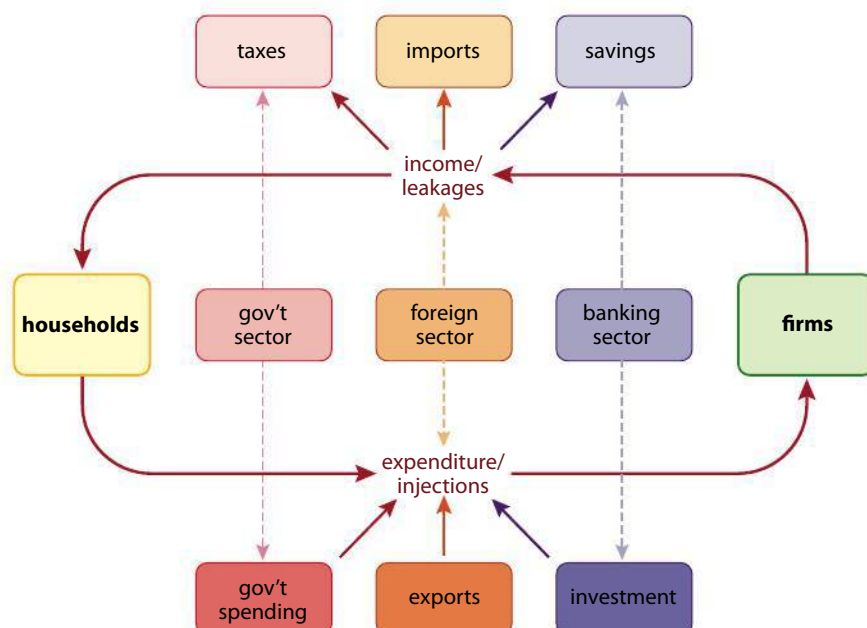 taxes
imports
savings
income/
leakages
households
gov't
sector
foreign
sector
banking
sector
firms
expenditure/
injections
gov't
spending
exports
investment